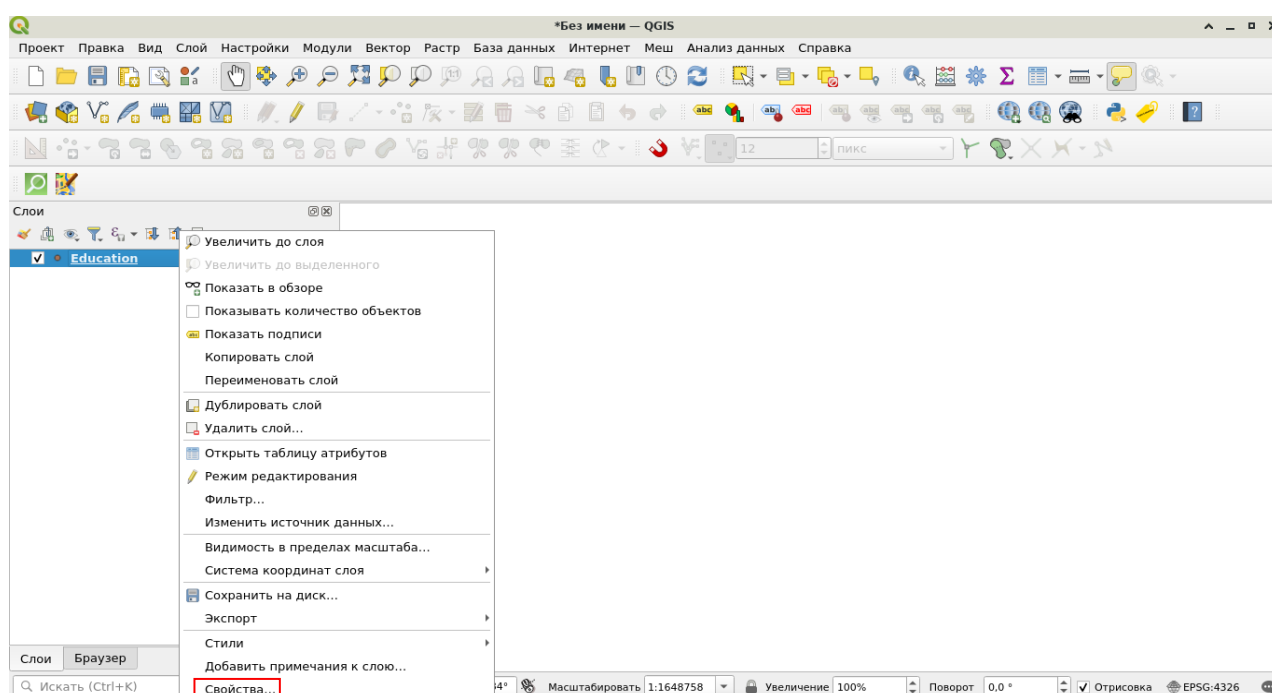 *Без имени — QGIS
Проект Правка Вид Слой Настройки Модули Вектор Растр База данных Интернет Меш Анализ данных Справка
12 пикс
Слои
Education
Увеличить до слоя
Увеличить до выделенного
Показать в обзоре
Показывать количество объектов
Показать подписи
Копировать слой
Переименовать слой
Дублировать слой
Удалить слой...
Открыть таблицу атрибутов
Режим редактирования
Фильтр...
Изменить источник данных...
Видимость в пределах масштаба...
Система координат слоя
Сохранить на диск...
Экспорт
Стили
Добавить примечания к слою...
Свойства...
Слои Браузер
Искать (Ctrl+K) Масштабировать 1:1648758 Увеличение 100% Поворот 0,0 ° Отрисовка EPSG:4326